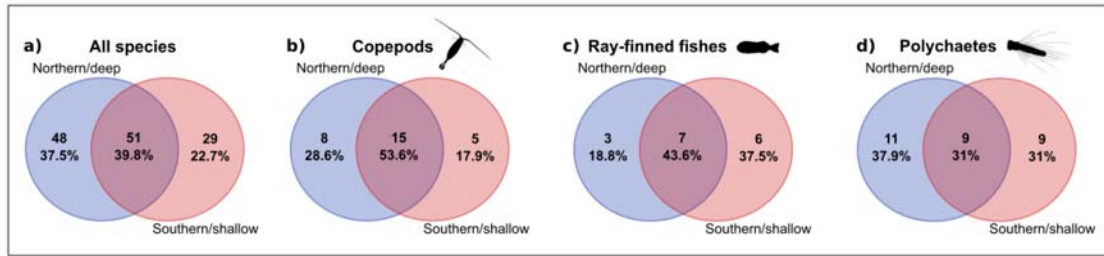 a) All species
Northern/deep
48 51 29
37.5% 39.8% 22.7%
Southern/shallow
b) Copepods
Northern/deep
8 15 5
28.6% 53.6% 17.9%
Southern/shallow
c) Ray-finned fishes
Northern/deep
3 7 6
18.8% 43.6% 37.5%
Southern/shallow
d) Polychaetes
Northern/deep
11 9 9
37.9% 31% 31%
Southern/shallow